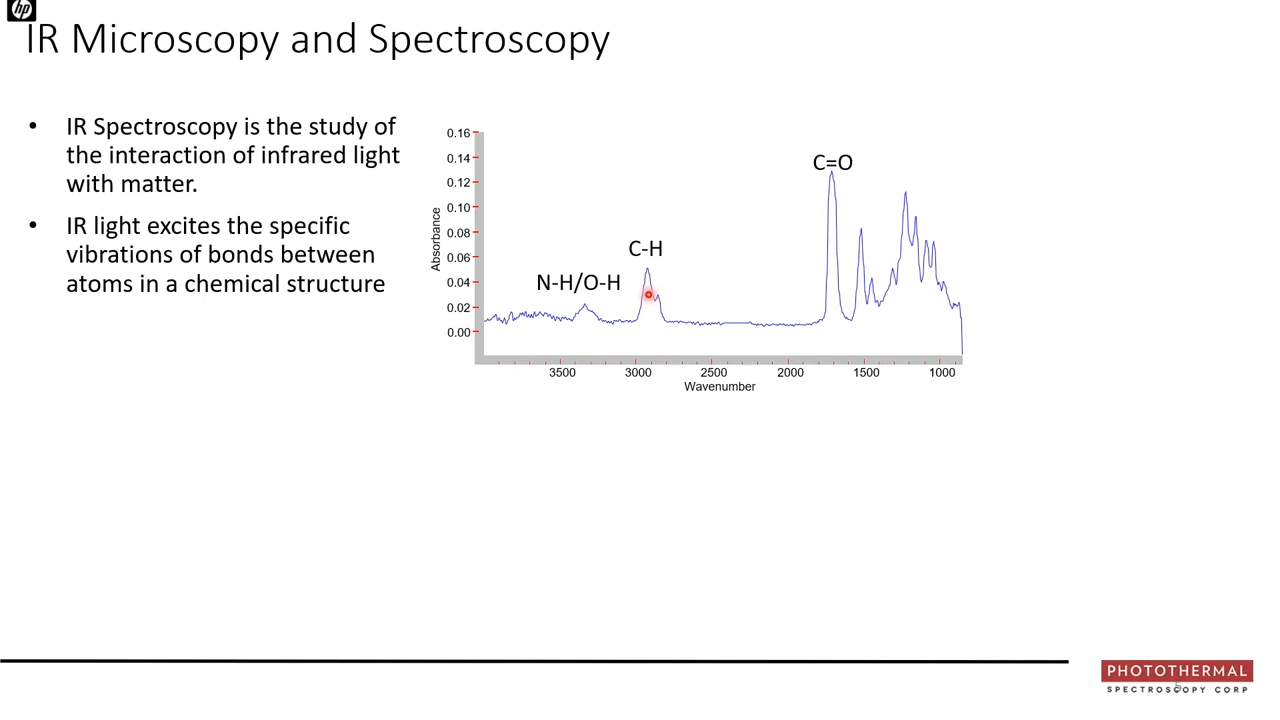 hp
IR Microscopy and Spectroscopy
• IR Spectroscopy is the study of
the interaction of infrared light
with matter.
• IR light excites the specific
vibrations of bonds between
atoms in a chemical structure
0.16
0.14
0.12
0.10
0.08
0.06
0.04
0.02
0.00
Absorbance
N-H/O-H
C-H
C=O
3500 3000 2500 2000 1500 1000
Wavenumber
PHOTOTHERMAL
SPECTROSCOPY CORP
5